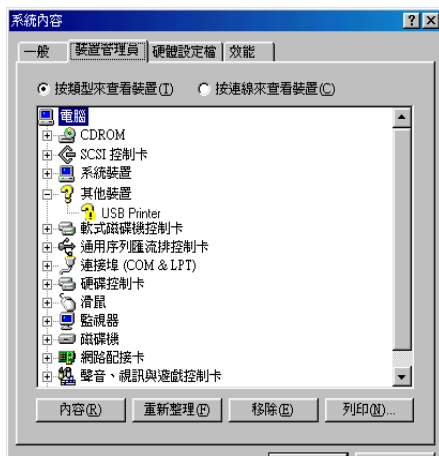 系統內容
一般 裝置管理員 硬體設定檔 效能
按類型來查看裝置(I) 按連線來查看裝置(C)
電腦
CDROM
SCSI 控制卡
系統裝置
其他裝置
USB Printer
軟式磁碟機控制卡
通用序列匯流排控制卡
連接埠 (COM & LPT)
硬碟控制卡
滑鼠
監視器
磁碟機
網路配接卡
聲音、視訊與遊戲控制卡
內容(R) 重新整理(F) 移除(E) 列印(N)...